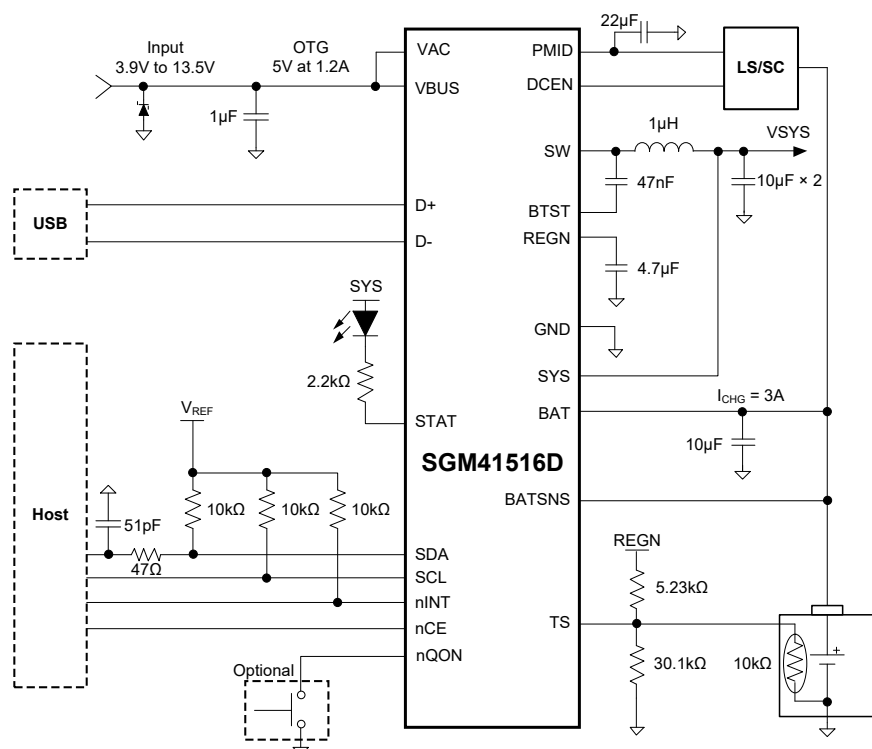 Input
3.9V to 13.5V
OTG
5V at 1.2A
1μF
VAC
VBUS
USB
D+
D-
SYS
2.2kΩ
STAT
VREF
10kΩ
10kΩ
10kΩ
Host
51pF
47Ω
SDA
SCL
nINT
nCE
nQON
Optional
SGM41516D
22μF
PMID
DCEN
LS/SC
1μH
VSYS
SW
47nF
10μF × 2
BTST
REGN
4.7μF
GND
SYS
BAT
ICHG = 3A
10μF
BATSNS
REGN
5.23kΩ
TS
30.1kΩ
10kΩ
+